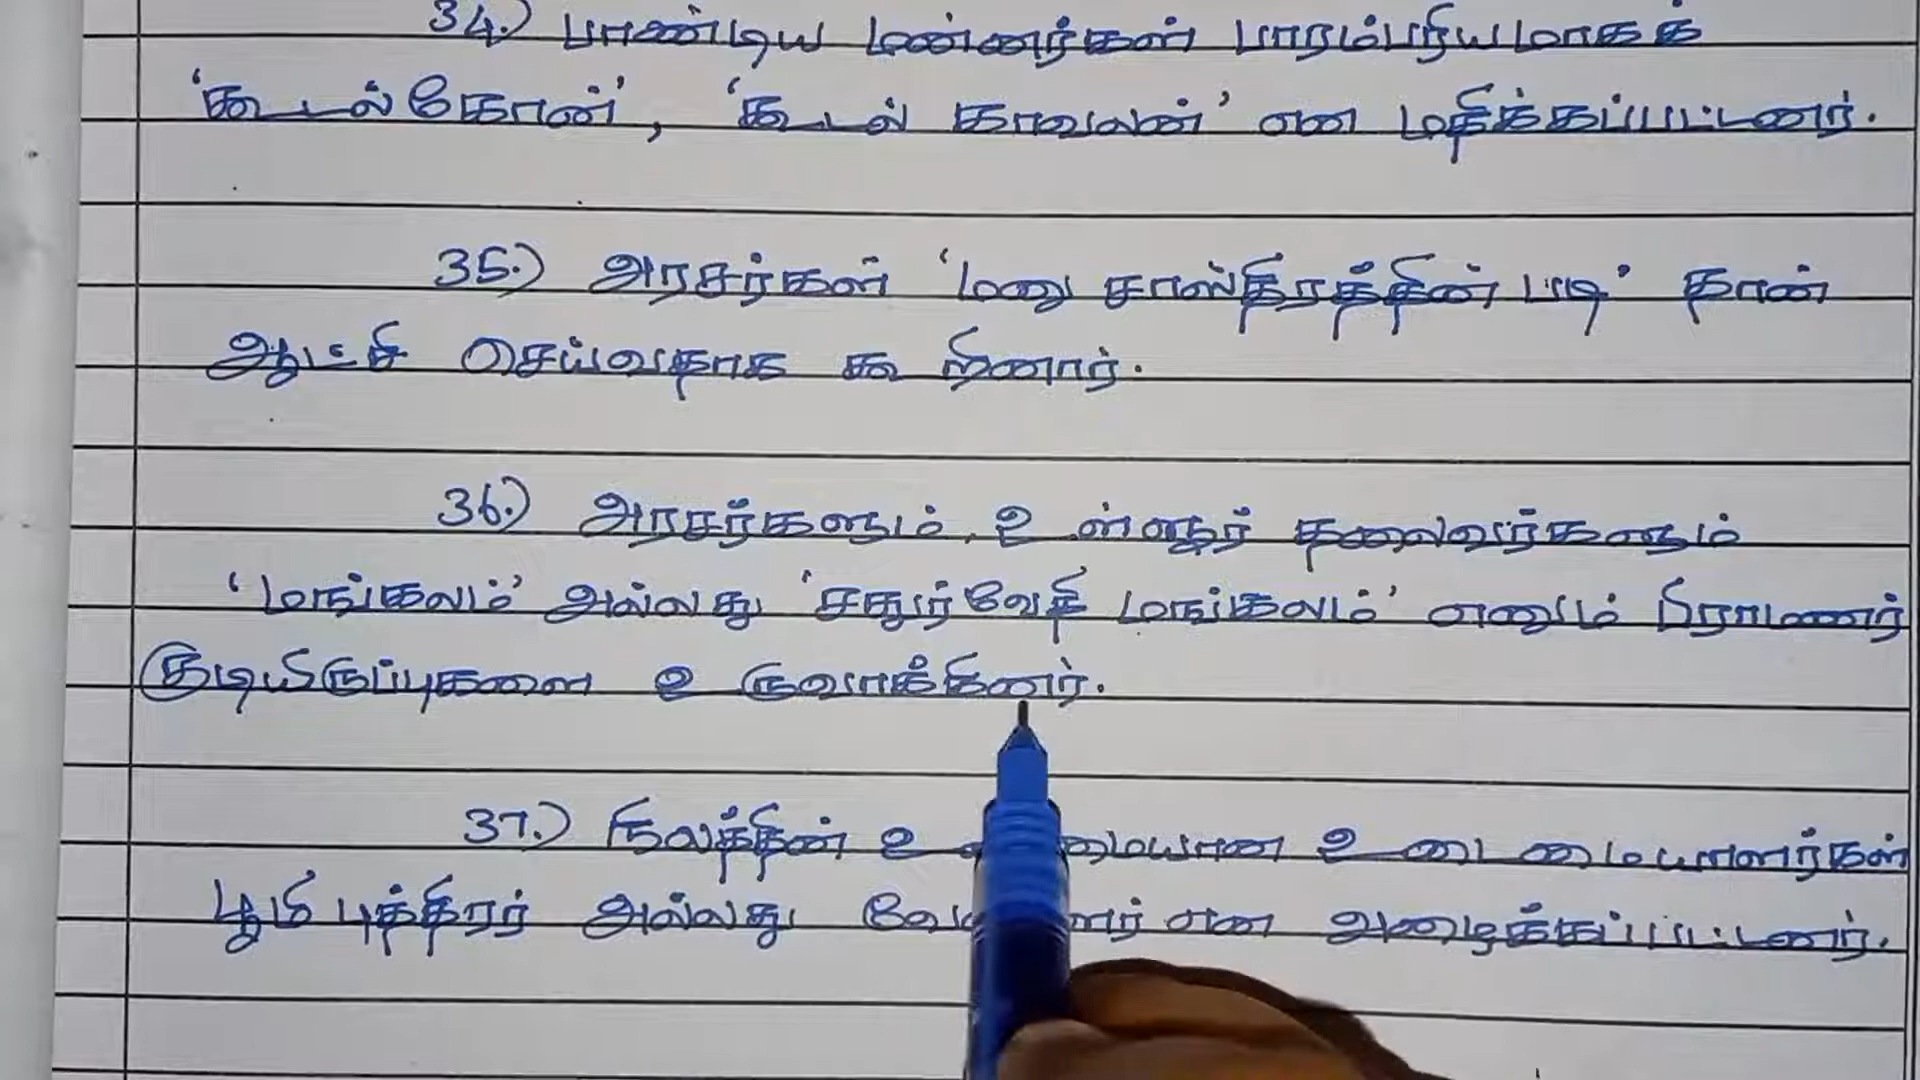 34.) பாண்டிய மன்னர்கள் பாரம்பரியமாகக்
'கூடல்கோன்', 'கூடல் காவலன்' என மதிக்கப்பட்டனர்.
35.) அரசர்கள் 'மனு சாஸ்திரத்தின் படி' தான்
ஆட்சி செய்வதாக கூறினார்.
36.) அரசர்களும், உள்ளூர் தலைவர்களும்
'மங்கலம்' அல்லது 'சதுர்வேதி மங்கலம்' எனும் பிராமணர்
குடியிருப்புகளை உருவாக்கினர்.
37.) நிலத்தின் உடைமையாளர்கள்
பூமிபுத்திரர் அல்லது என அழைக்கப்பட்டனர்.